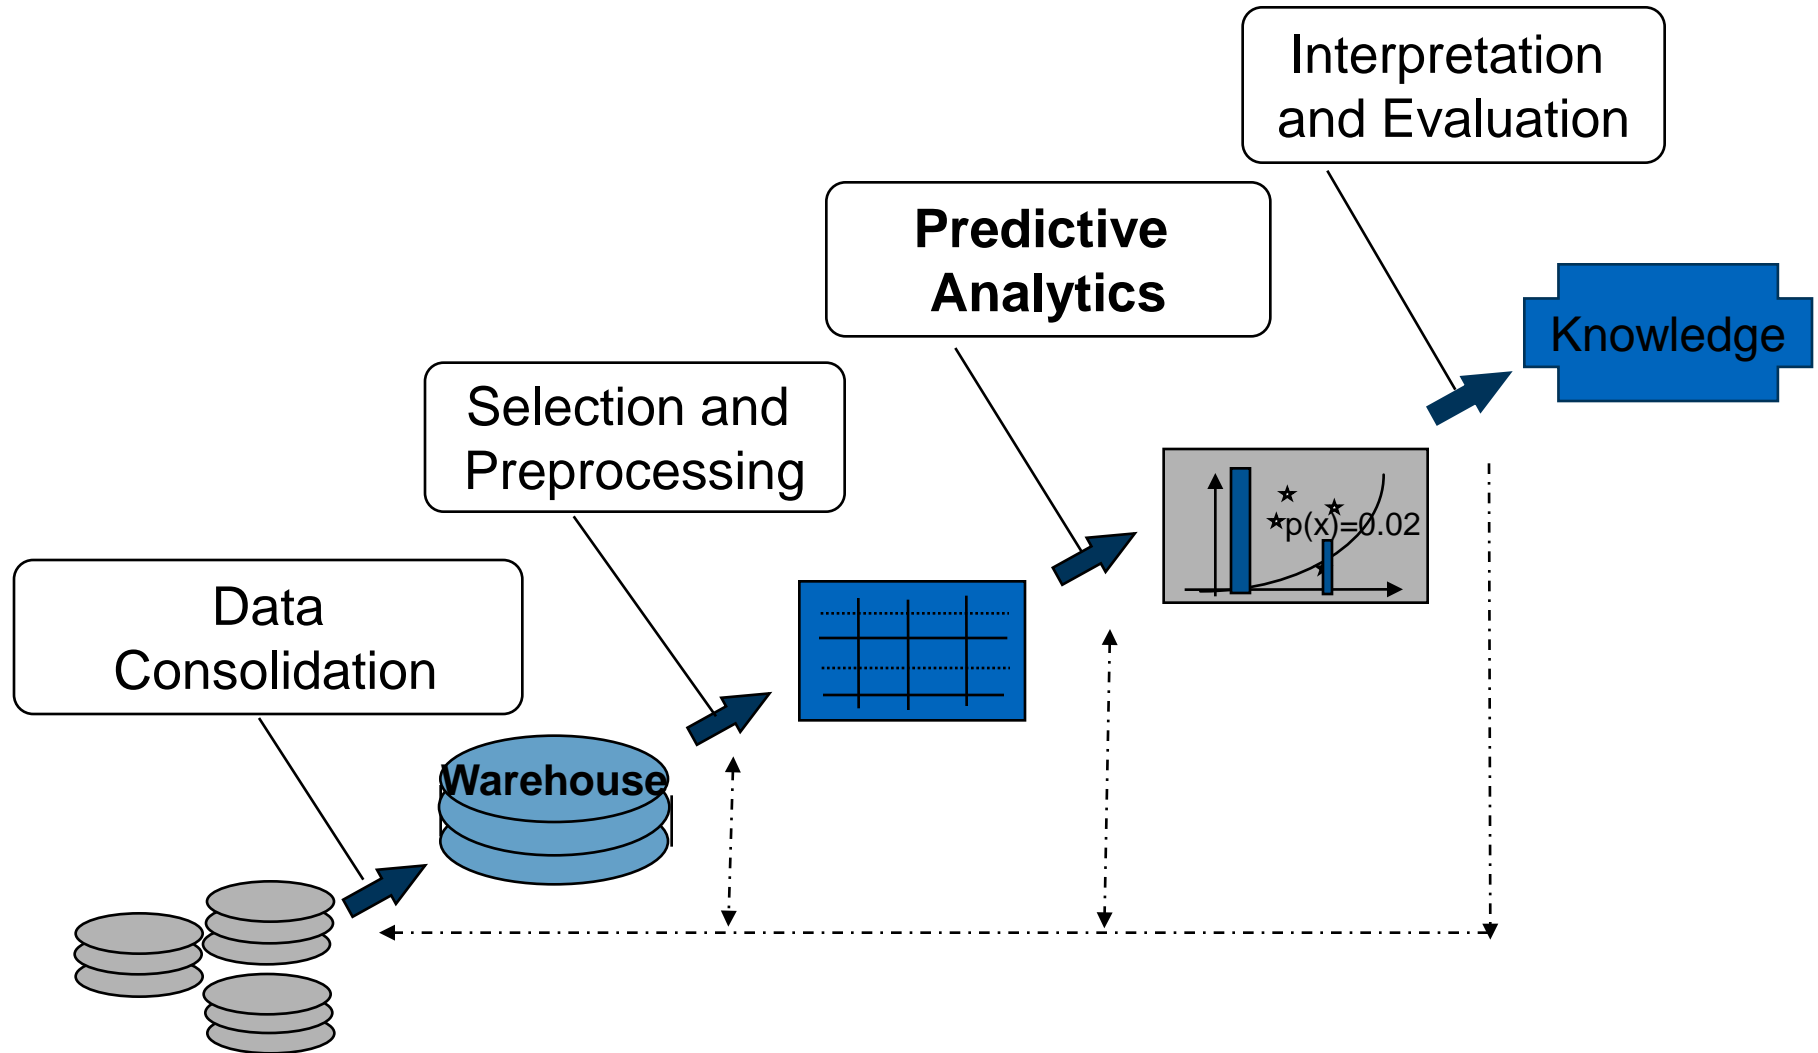 Interpretation
and Evaluation
Predictive
Analytics
Knowledge
Selection and
Preprocessing
p(x)=0.02
Data
Consolidation
Warehouse